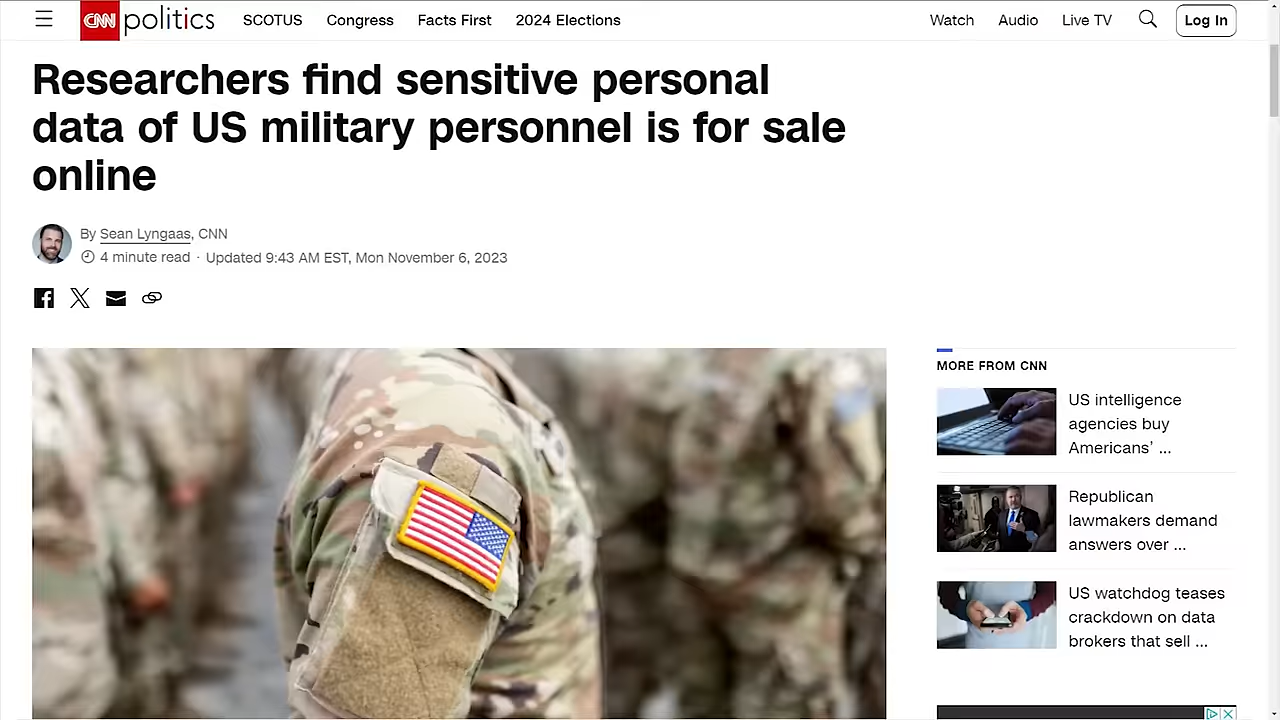 CNN politics SCOTUS Congress Facts First 2024 Elections Watch Audio Live TV Log In
Researchers find sensitive personal
data of US military personnel is for sale
online
By Sean Lyngaas, CNN
4 minute read · Updated 9:43 AM EST, Mon November 6, 2023
MORE FROM CNN
US intelligence
agencies buy
Americans’ ...
Republican
lawmakers demand
answers over ...
US watchdog teases
crackdown on data
brokers that sell ...